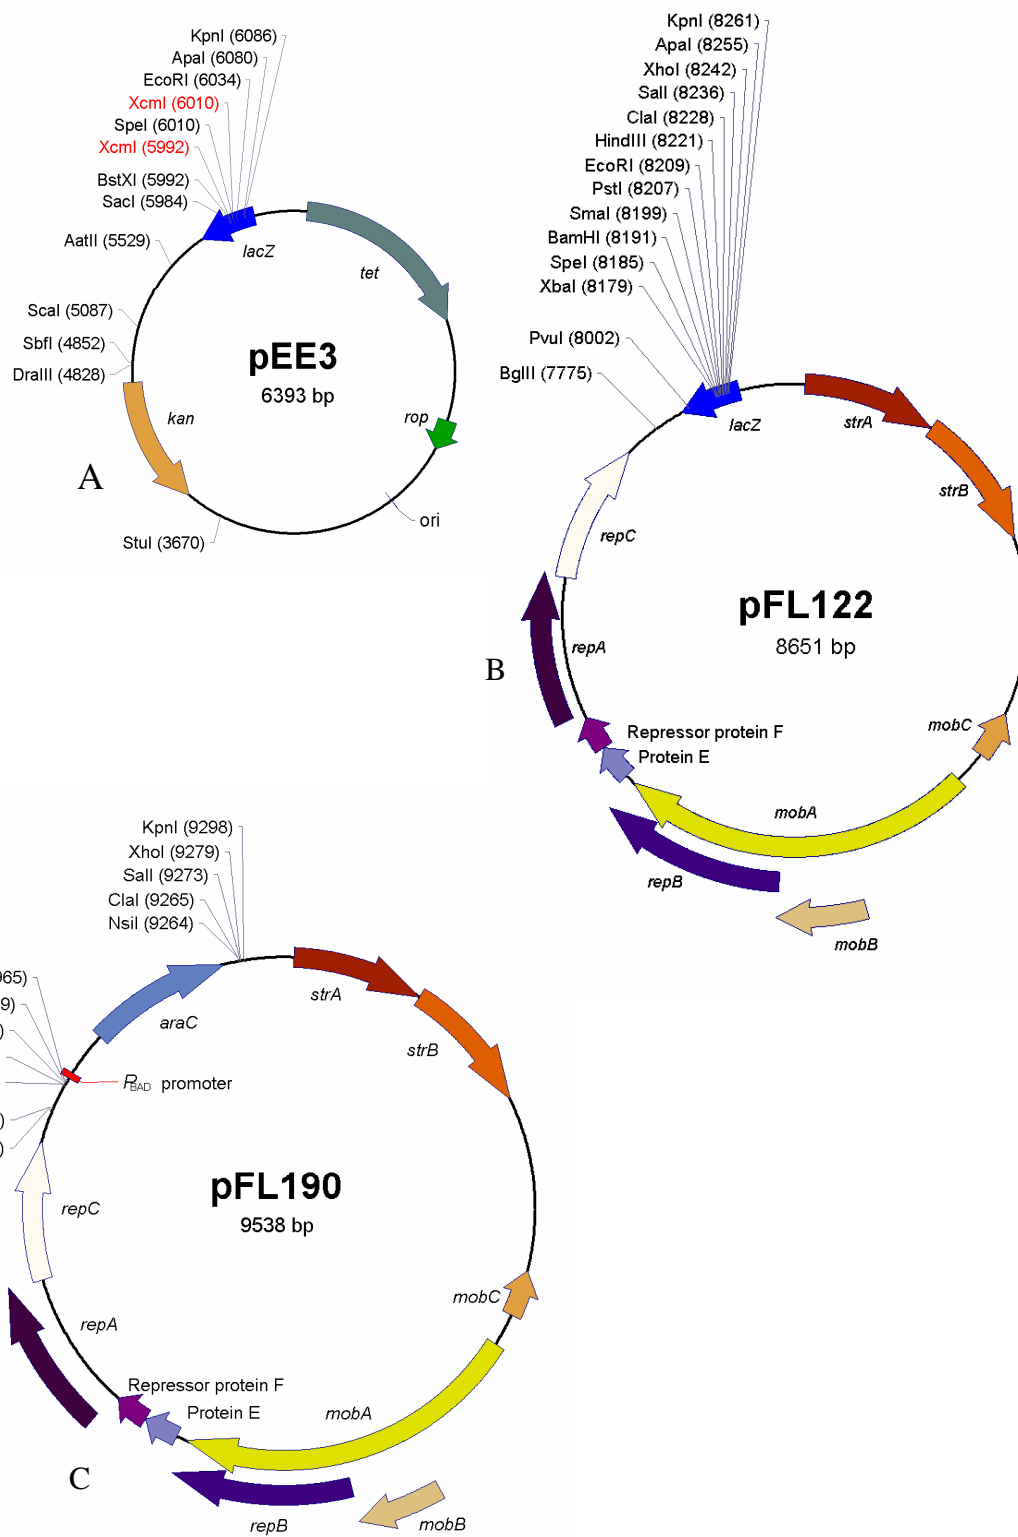 KpnI (6086)
ApaI (6080)
EcoRI (6034)
XcmI (6010)
SpeI (6010)
XcmI (5992)
BstXI (5992)
SacI (5984)
AatII (5529)
ScaI (5087)
SbfI (4852)
DraIII (4828)
StuI (3670)
lacZ
tet
rop
ori
kan
pEE3
6393 bp
A
KpnI (8261)
ApaI (8255)
XhoI (8242)
SalI (8236)
ClaI (8228)
HindIII (8221)
EcoRI (8209)
PstI (8207)
SmaI (8199)
BamHI (8191)
SpeI (8185)
XbaI (8179)
PvuI (8002)
BglII (7775)
lacZ
strA
strB
repC
pFL122
8651 bp
repA
B
Repressor protein F
Protein E
mobC
mobA
repB
mobB
KpnI (9298)
XhoI (9279)
SalI (9273)
ClaI (9265)
NsiI (9264)
965)
9)
)
)
)
araC
strA
strB
PBAD promoter
repC
pFL190
9538 bp
repA
mobC
Repressor protein F
Protein E
mobA
C
repB
mobB